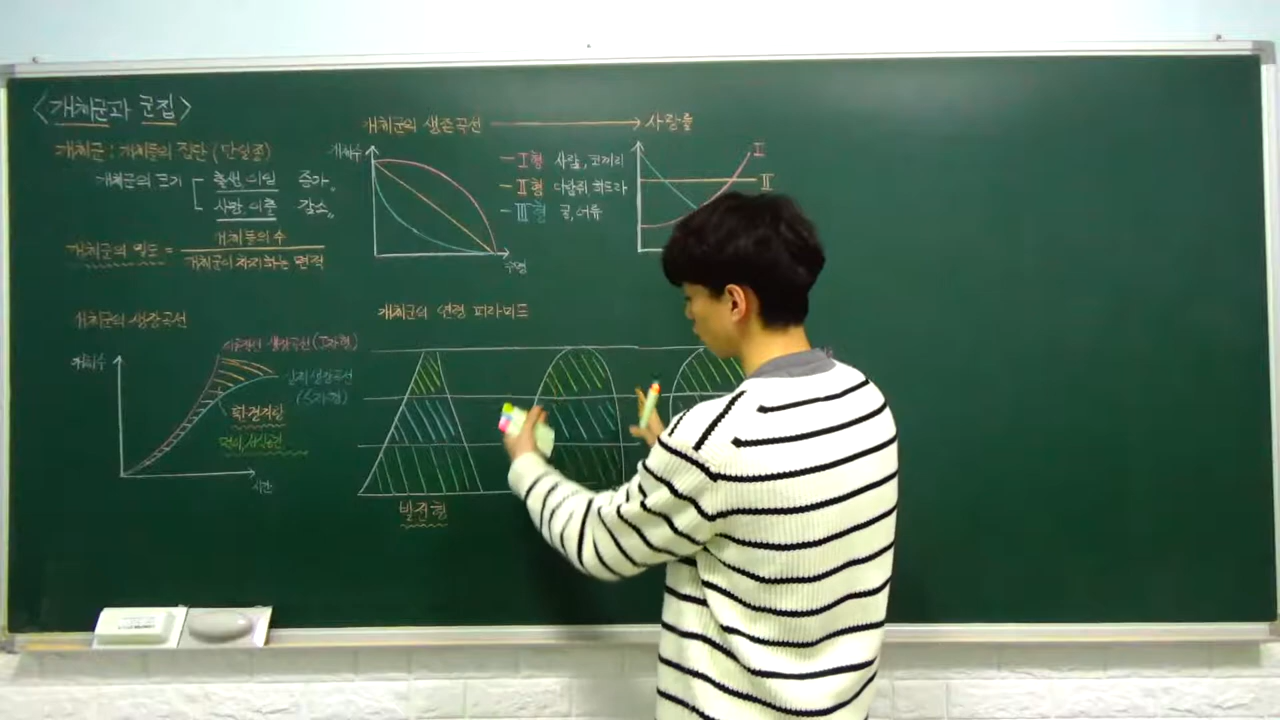 <개체군과 군집>
개체군 : 개체들의 집단 (단일종)
개체군의 크기
출생, 이입 증가
사망, 이출 감소
개체군의 밀도 = 개체들의 수
개체군이 차지하는 면적
개체군의 생존곡선 → 사망률
개체수
수명
- I형 사람, 코끼리
- II형 다람쥐, 히드라
- III형 굴, 어류
I
II
개체군의 생장곡선
개체수
이론적인 생장곡선 (J자형)
실제 생장곡선
(S자형)
환경저항
먹이, 서식공간
시간
개체군의 연령 피라미드
발전형